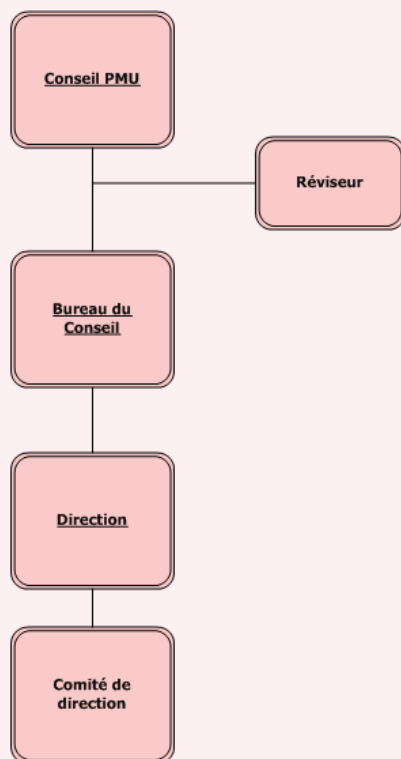 Conseil PMU
Réviseur
Bureau du
Conseil
Direction
Comité de
direction